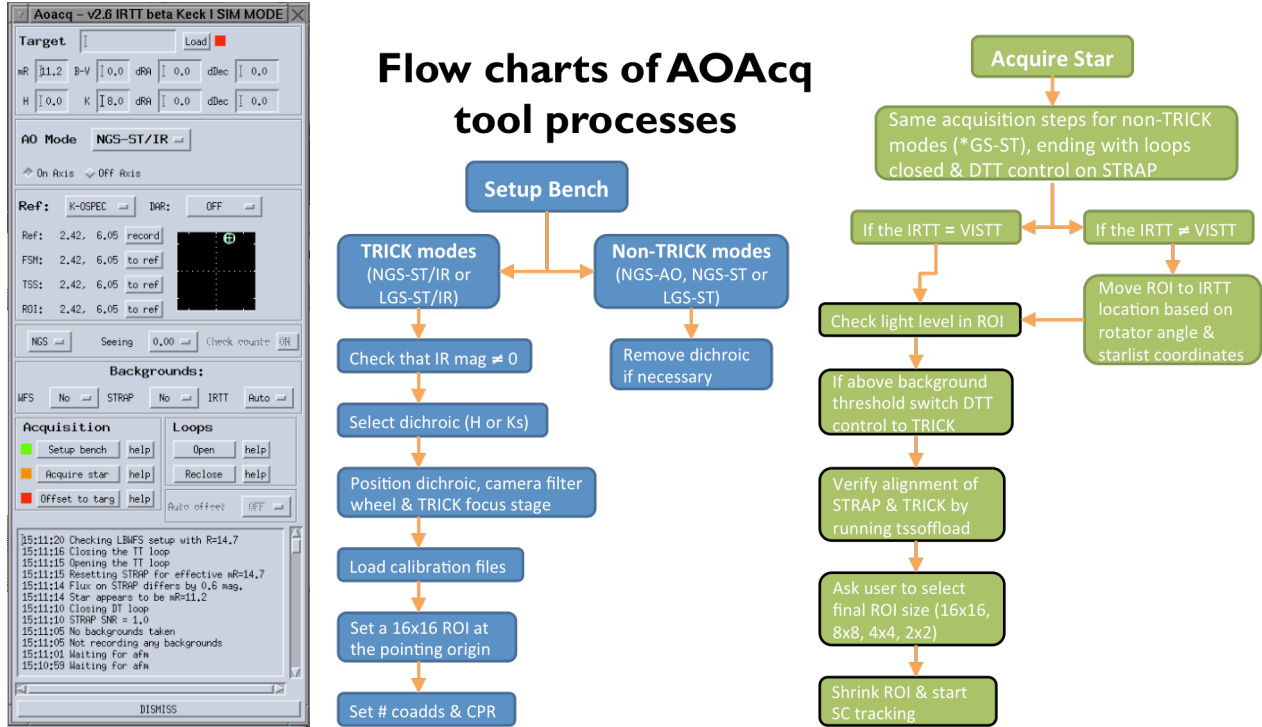 Aoacq - v2.6 IRTT beta Keck I SIM MODE
Target Load
mR 11.2 B-V 0.0 dRA 0.0 dDec 0.0
H 0.0 K 8.0 dRA 0.0 dDec 0.0
AO Mode NGS-ST/IR
On Axis Off Axis
Ref: K-OSPEC DAR: OFF
Ref: 2.42, 6.05 record
FSM: 2.42, 6.05 to ref
TSS: 2.42, 6.05 to ref
ROI: 2.42, 6.05 to ref
NGS Seeing 0.00 Check counts ON
Backgrounds:
WFS No STRAP No IRTT Auto
Acquisition
Setup bench help
Acquire star help
Offset to targ help
Loops
Open help
Reclose help
Auto offset OFF
15:11:20 Checking LBWFS setup with R=14.7
15:11:16 Closing the TT loop
15:11:15 Opening the TT loop
15:11:15 Resetting STRAP for effective mR=14.7
15:11:14 Flux on STRAP differs by 0.6 mag.
15:11:14 Star appears to be mR=11.2
15:11:10 Closing DT loop
15:11:10 STRAP SNR = 1.0
15:11:05 No backgrounds taken
15:11:05 Not recording any backgrounds
15:11:01 Waiting for afm
15:10:59 Waiting for afm
DISMISS
Flow charts of AOAcq
tool processes
Setup Bench
TRICK modes
(NGS-ST/IR or
LGS-ST/IR)
Non-TRICK modes
(NGS-AO, NGS-ST or
LGS-ST)
Check that IR mag ≠ 0
Remove dichroic
if necessary
Select dichroic (H or Ks)
Position dichroic, camera filter
wheel & TRICK focus stage
Load calibration files
Set a 16x16 ROI at
the pointing origin
Set # coadds & CPR
Acquire Star
Same acquisition steps for non-TRICK
modes (*GS-ST), ending with loops
closed & DTT control on STRAP
If the IRTT = VISTT
If the IRTT ≠ VISTT
Check light level in ROI
Move ROI to IRTT
location based on
rotator angle &
starlist coordinates
If above background
threshold switch DTT
control to TRICK
Verify alignment of
STRAP & TRICK by
running tssoffload
Ask user to select
final ROI size (16x16,
8x8, 4x4, 2x2)
Shrink ROI & start
SC tracking